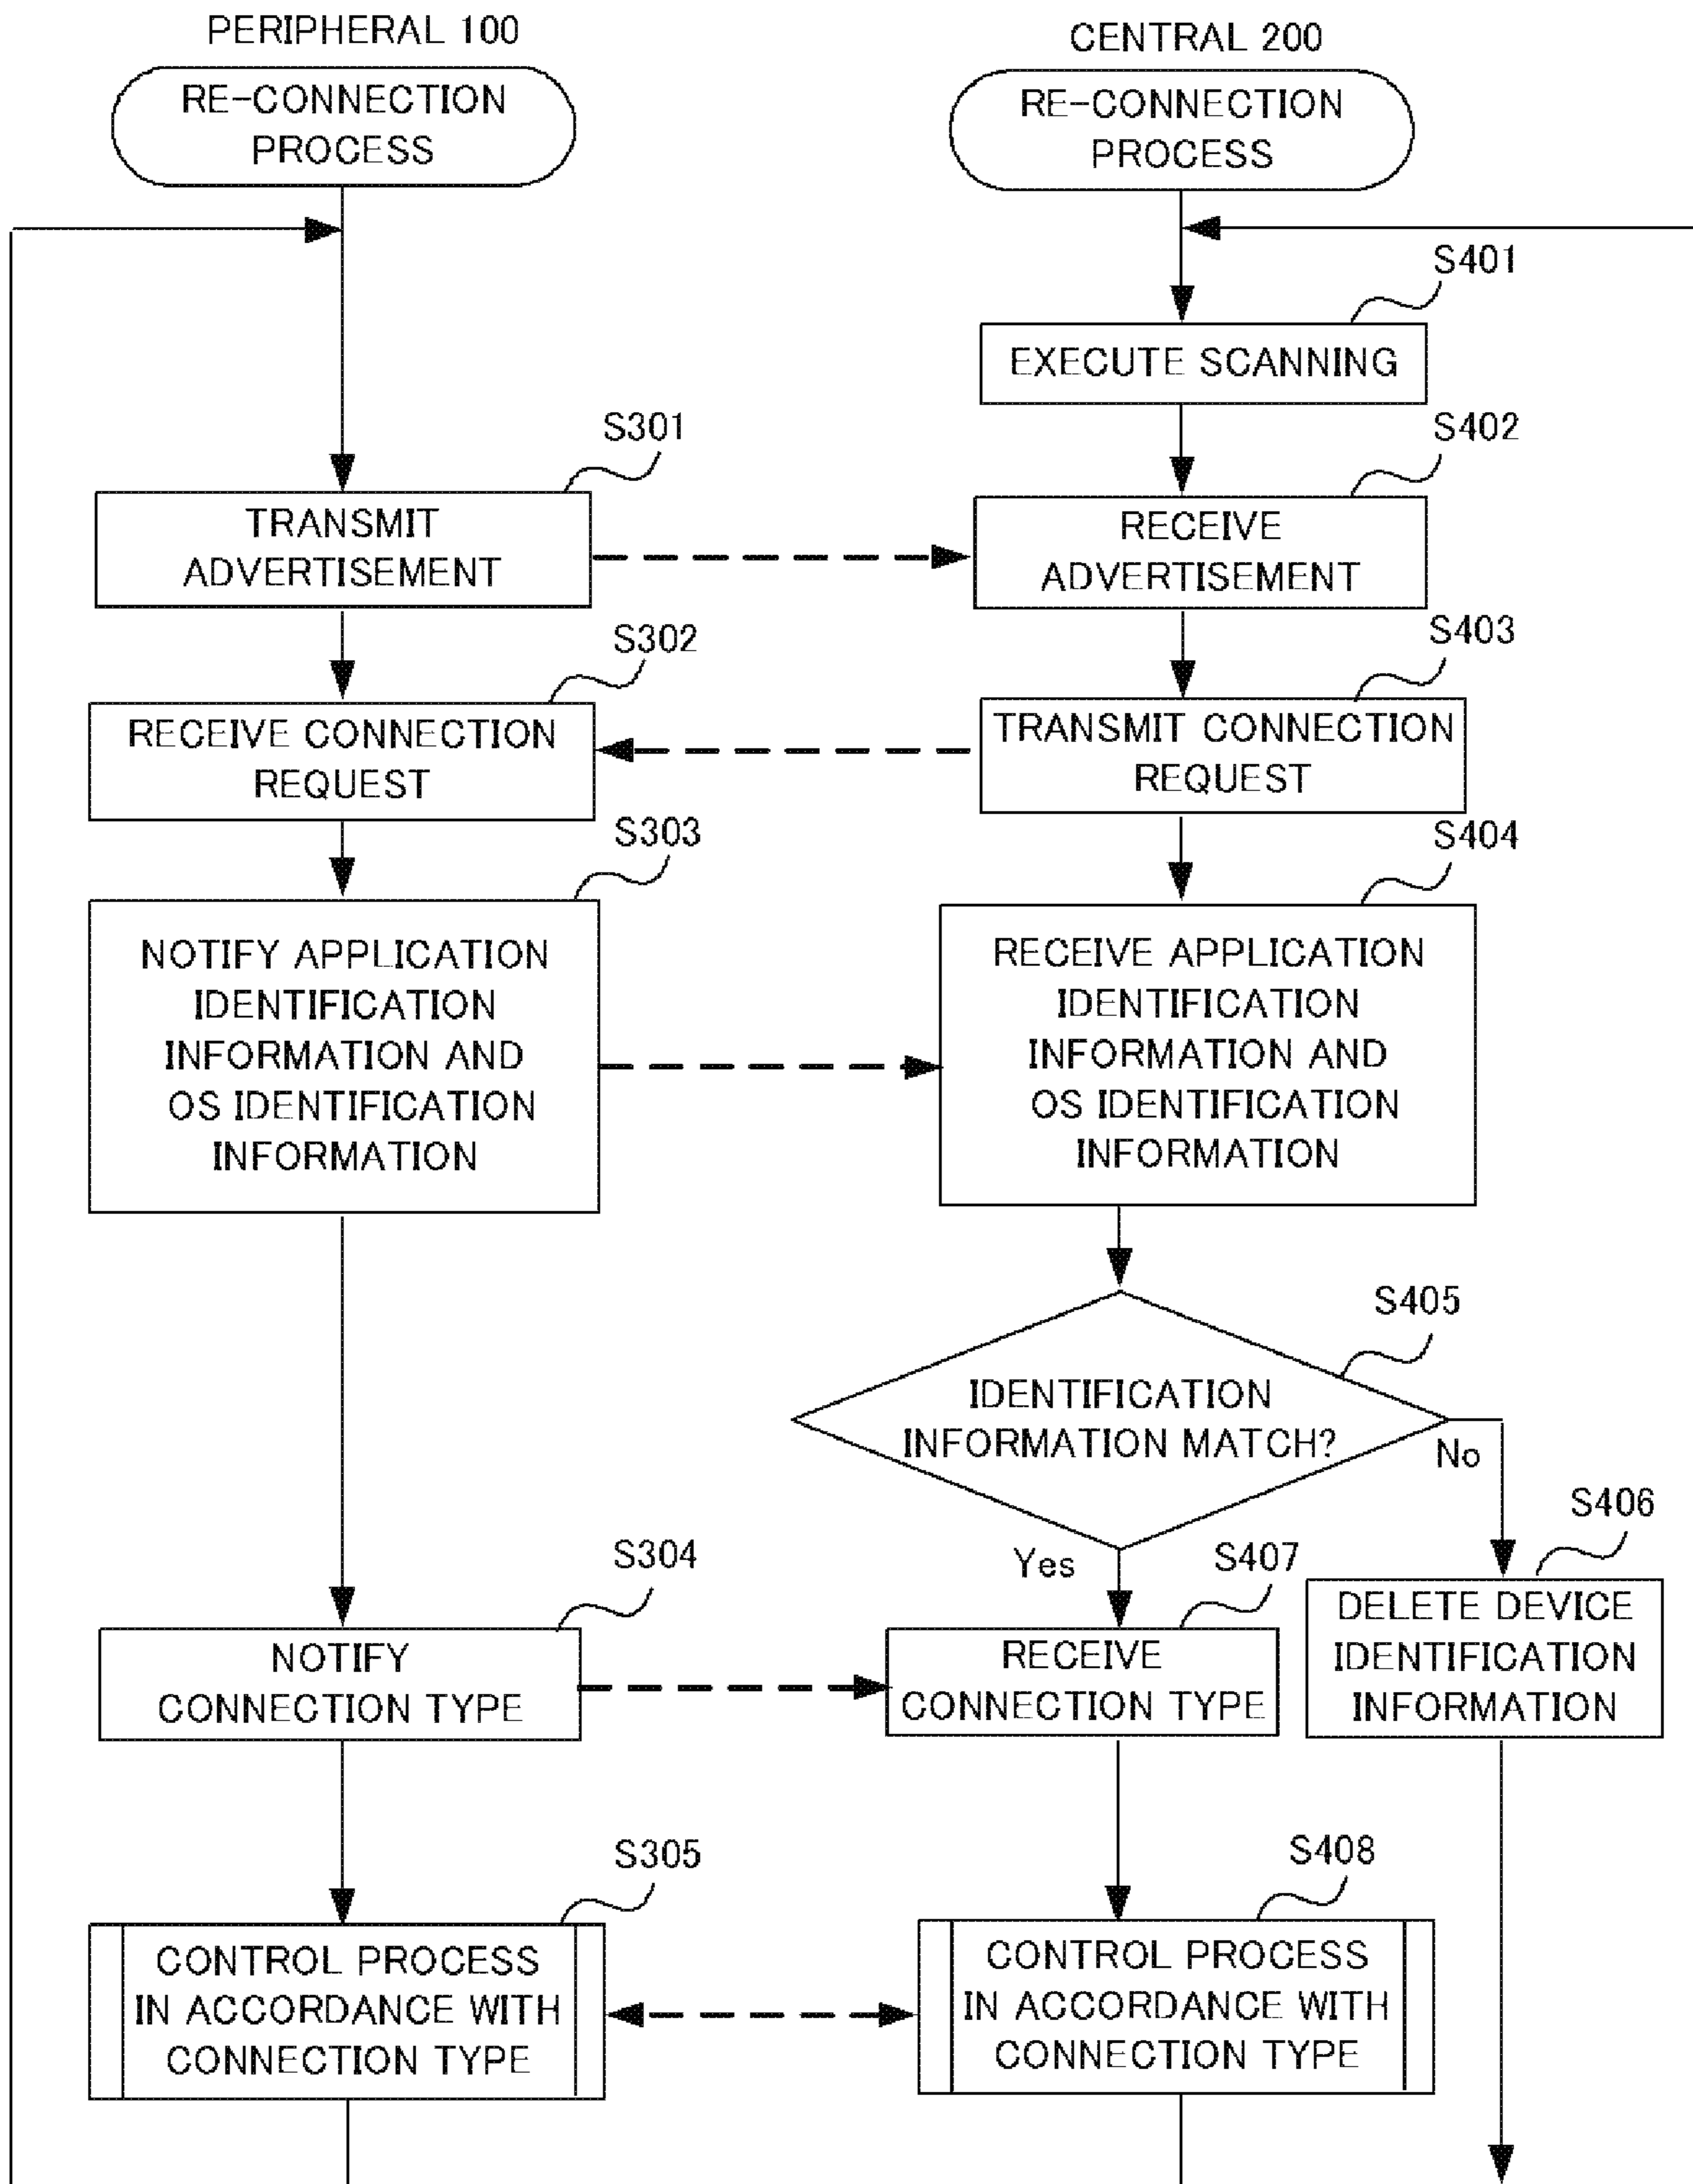 PERIPHERAL 100
RE-CONNECTION
PROCESS
CENTRAL 200
RE-CONNECTION
PROCESS
S401
EXECUTE SCANNING
S301
TRANSMIT
ADVERTISEMENT
S402
RECEIVE
ADVERTISEMENT
S302
RECEIVE CONNECTION
REQUEST
S403
TRANSMIT CONNECTION
REQUEST
S303
NOTIFY APPLICATION
IDENTIFICATION
INFORMATION AND
OS IDENTIFICATION
INFORMATION
S404
RECEIVE APPLICATION
IDENTIFICATION
INFORMATION AND
OS IDENTIFICATION
INFORMATION
S405
IDENTIFICATION
INFORMATION MATCH?
No
Yes
S406
DELETE DEVICE
IDENTIFICATION
INFORMATION
S304
NOTIFY
CONNECTION TYPE
S407
RECEIVE
CONNECTION TYPE
S305
CONTROL PROCESS
IN ACCORDANCE WITH
CONNECTION TYPE
S408
CONTROL PROCESS
IN ACCORDANCE WITH
CONNECTION TYPE